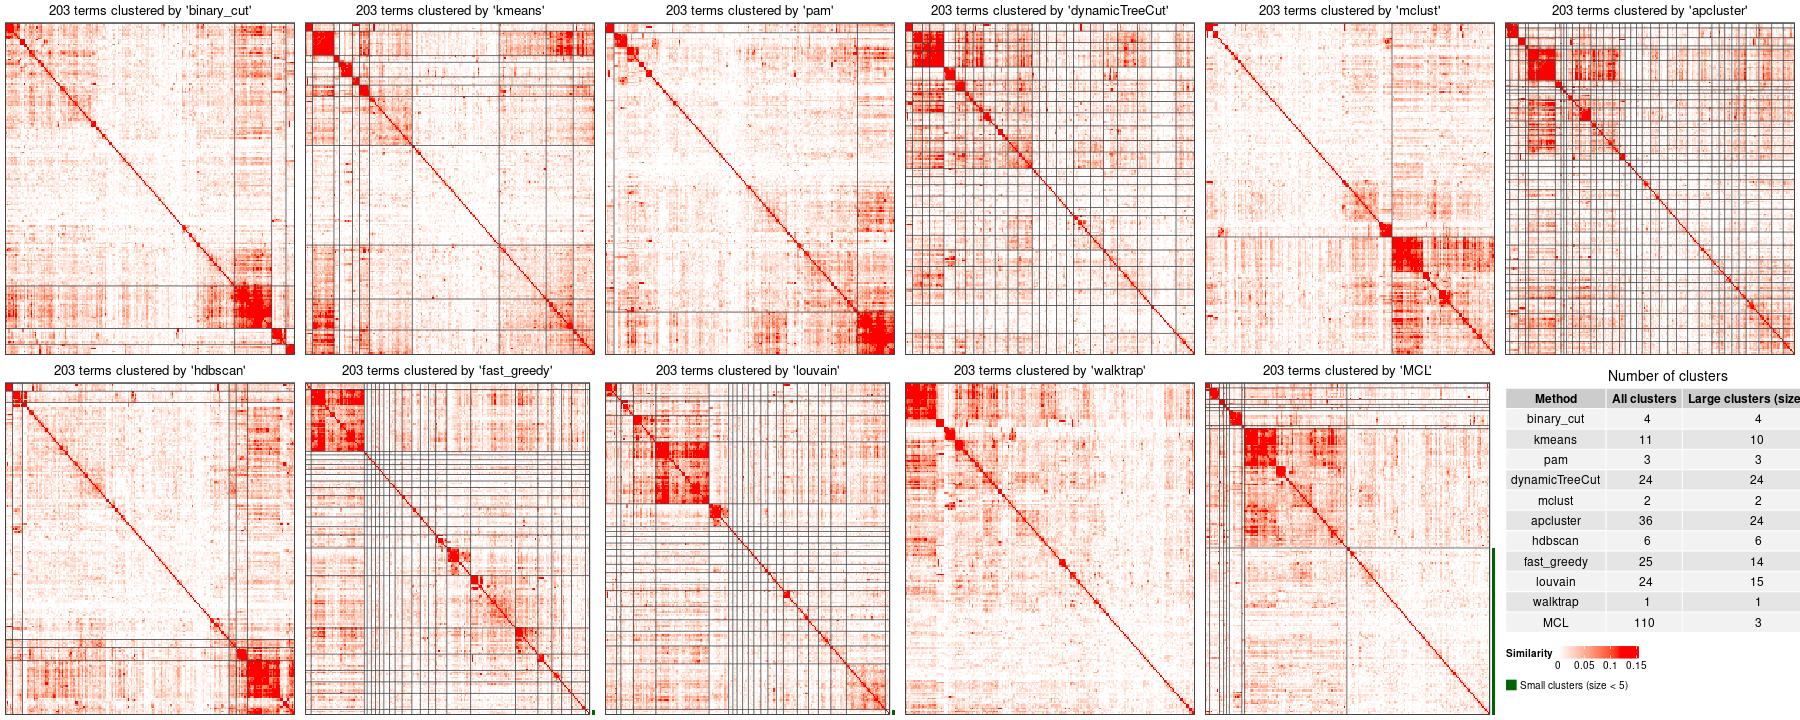 203 terms clustered by 'binary_cut'
203 terms clustered by 'kmeans'
203 terms clustered by 'pam'
203 terms clustered by 'dynamicTreeCut'
203 terms clustered by 'mclust'
203 terms clustered by 'apcluster'
203 terms clustered by 'hdbscan'
203 terms clustered by 'fast_greedy'
203 terms clustered by 'louvain'
203 terms clustered by 'walktrap'
203 terms clustered by 'MCL'
Number of clusters
Method All clusters Large clusters (size
binary_cut 4 4
kmeans 11 10
pam 3 3
dynamicTreeCut 24 24
mclust 2 2
apcluster 36 24
hdbscan 6 6
fast_greedy 25 14
louvain 24 15
walktrap 1 1
MCL 110 3
Similarity
0 0.05 0.1 0.15
Small clusters (size < 5)